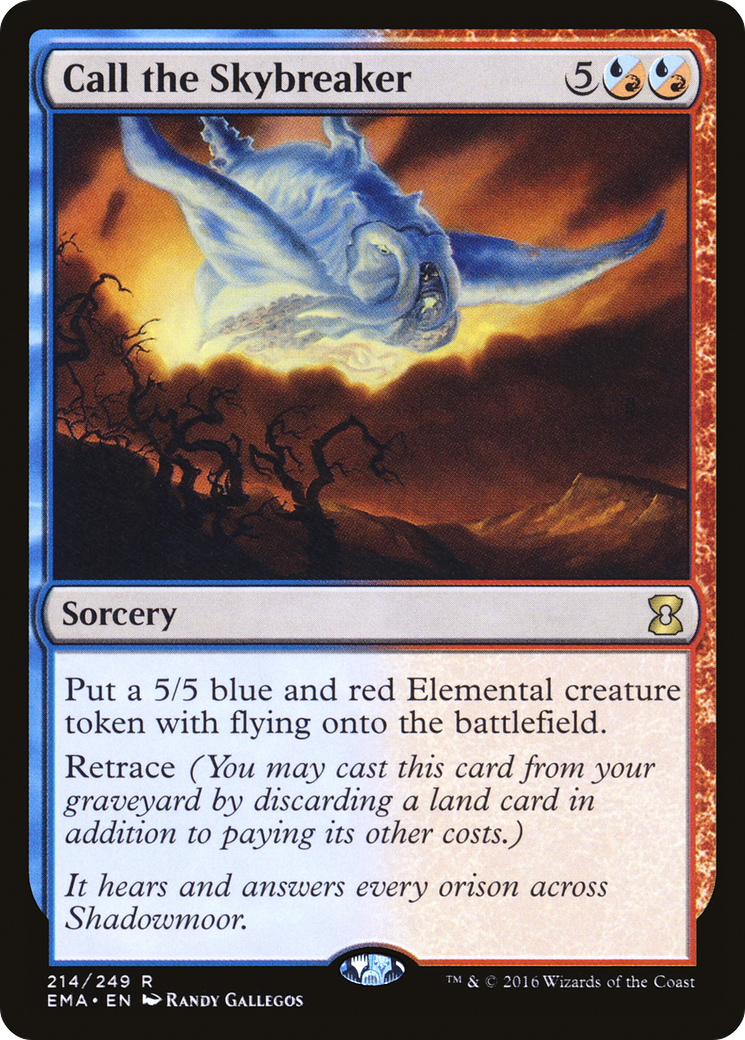 Call the Skybreaker 5
Sorcery
Put a 5/5 blue and red Elemental creature
token with flying onto the battlefield.
Retrace (You may cast this card from your
graveyard by discarding a land card in
addition to paying its other costs.)
It hears and answers every orison across
Shadowmoor.
214/249 R
EMA • EN Randy Gallegos
™ & © 2016 Wizards of the Coast